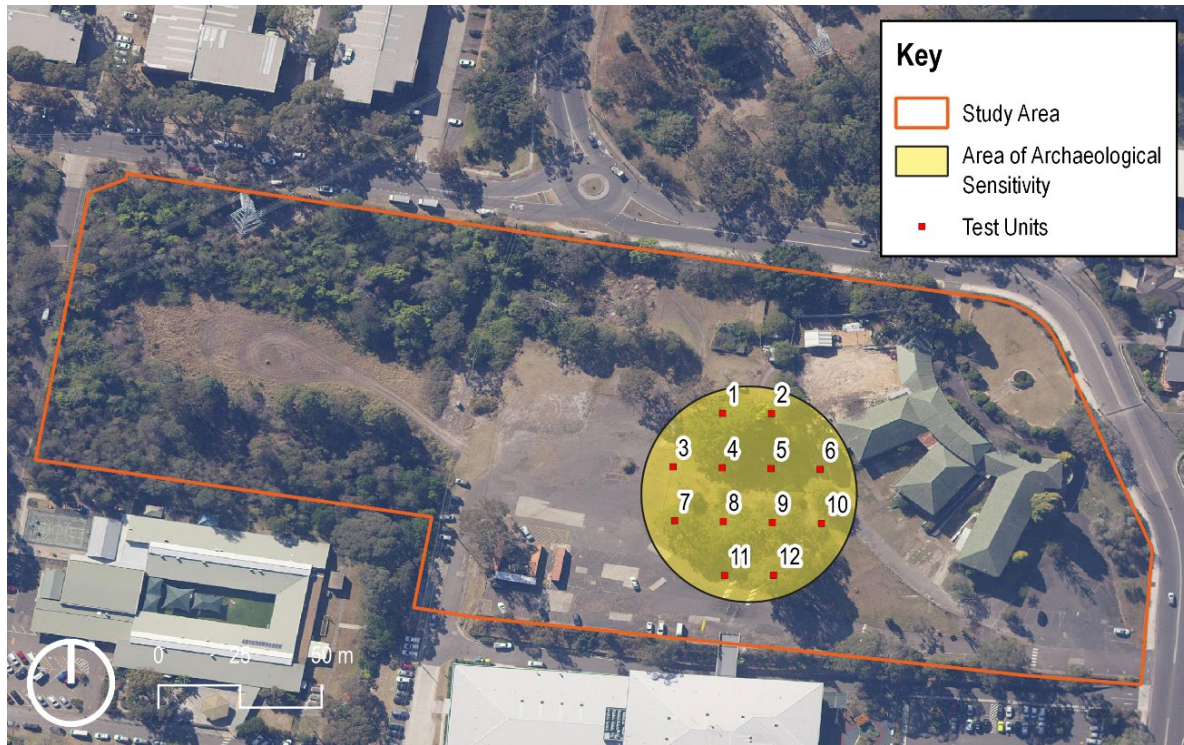 Key
Study Area
Area of Archaeological
Sensitivity
Test Units
1 2
3 4 5 6
7 8 9 10
11 12
0 25 50 m